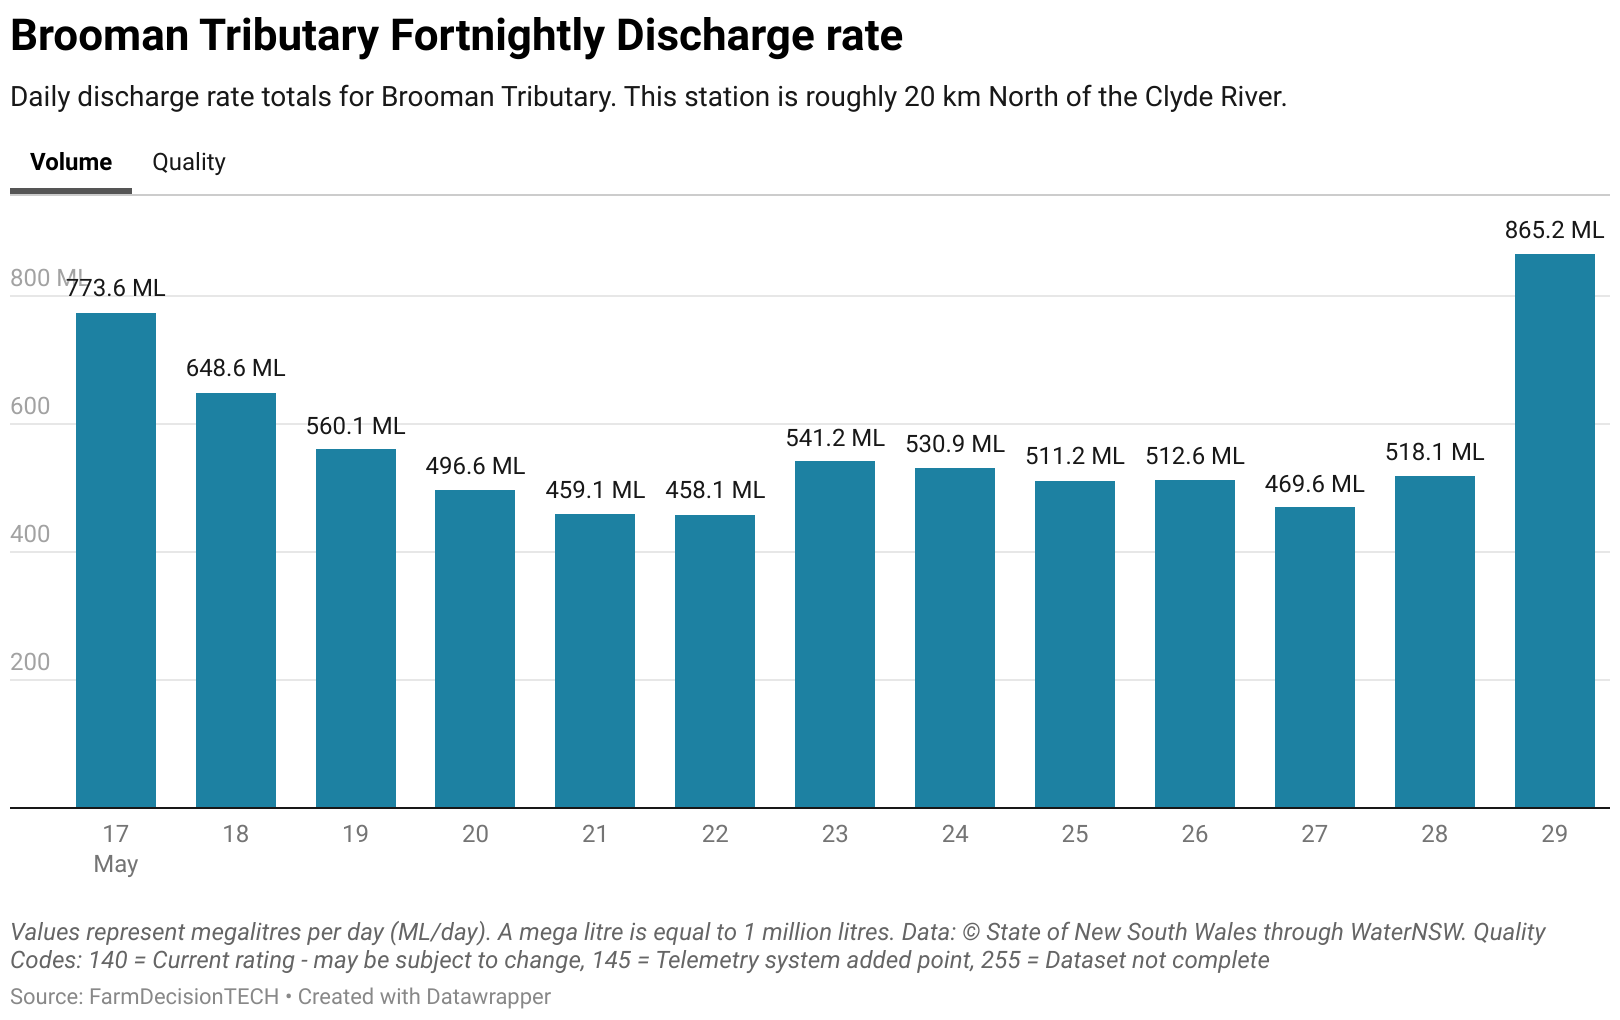 Brooman Tributary Fortnightly Discharge rate
Daily discharge rate totals for Brooman Tributary. This station is roughly 20 km North of the Clyde River.
Volume Quality
865.2 ML
800 ML
773.6 ML
648.6 ML
600
560.1 ML
541.2 ML
530.9 ML
511.2 ML
512.6 ML
518.1 ML
496.6 ML
469.6 ML
459.1 ML
458.1 ML
400
200
17 18 19 20 21 22 23 24 25 26 27 28 29
May
Values represent megalitres per day (ML/day). A mega litre is equal to 1 million litres. Data: © State of New South Wales through WaterNSW. Quality
Codes: 140 = Current rating - may be subject to change, 145 = Telemetry system added point, 255 = Dataset not complete
Source: FarmDecisionTECH • Created with Datawrapper